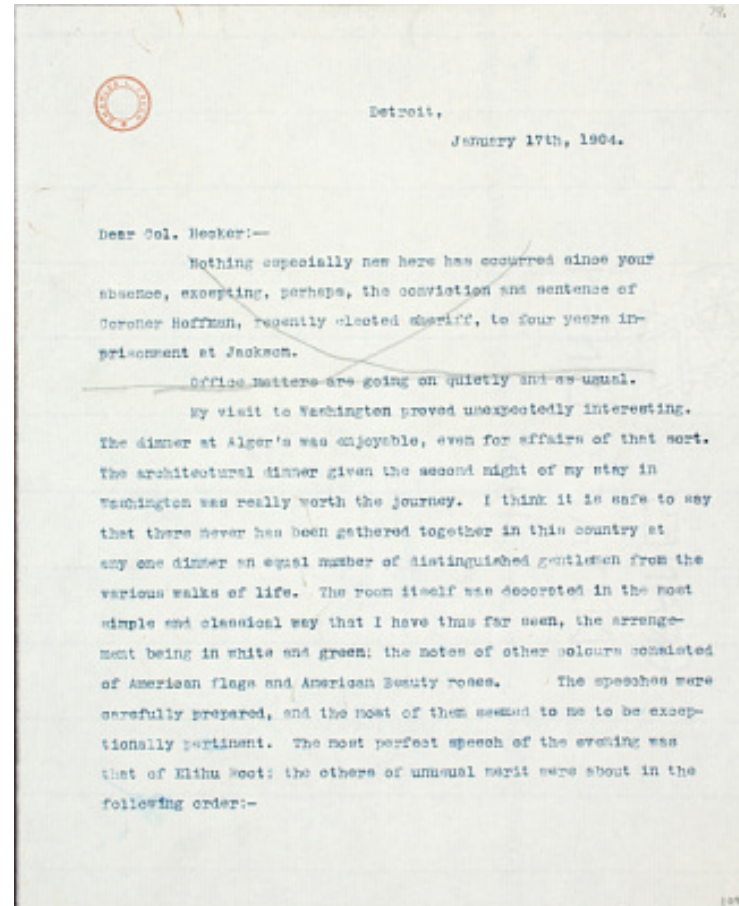 79.
CHARLES L. FREER
Detroit,
January 17th, 1904.
Dear Col. Hecker:--
Nothing especially new here has occurred since your
absence, excepting, perhaps, the conviction and sentence of
Coroner Hoffman, recently elected sheriff, to four years im-
prisonment at Jackson.
Office matters are going on quietly and as usual.
My visit to Washington proved unexpectedly interesting.
The dinner at Alger's was enjoyable, even for affairs of that sort.
The architectural dinner given the second night of my stay in
Washington was really worth the journey. I think it is safe to say
that there never has been gathered together in this country at
any one dinner an equal number of distinguished gentlemen from the
various walks of life. The room itself was decorated in the most
simple and classical way that I have thus far seen, the arrange-
ment being in white and green; the notes of other colours consisted
of American flags and American Beauty roses. The speeches were
carefully prepared, and the most of them seemed to me to be excep-
tionally pertinent. The most perfect speech of the evening was
that of Elihu Root; the others of unusual merit were about in the
following order:-